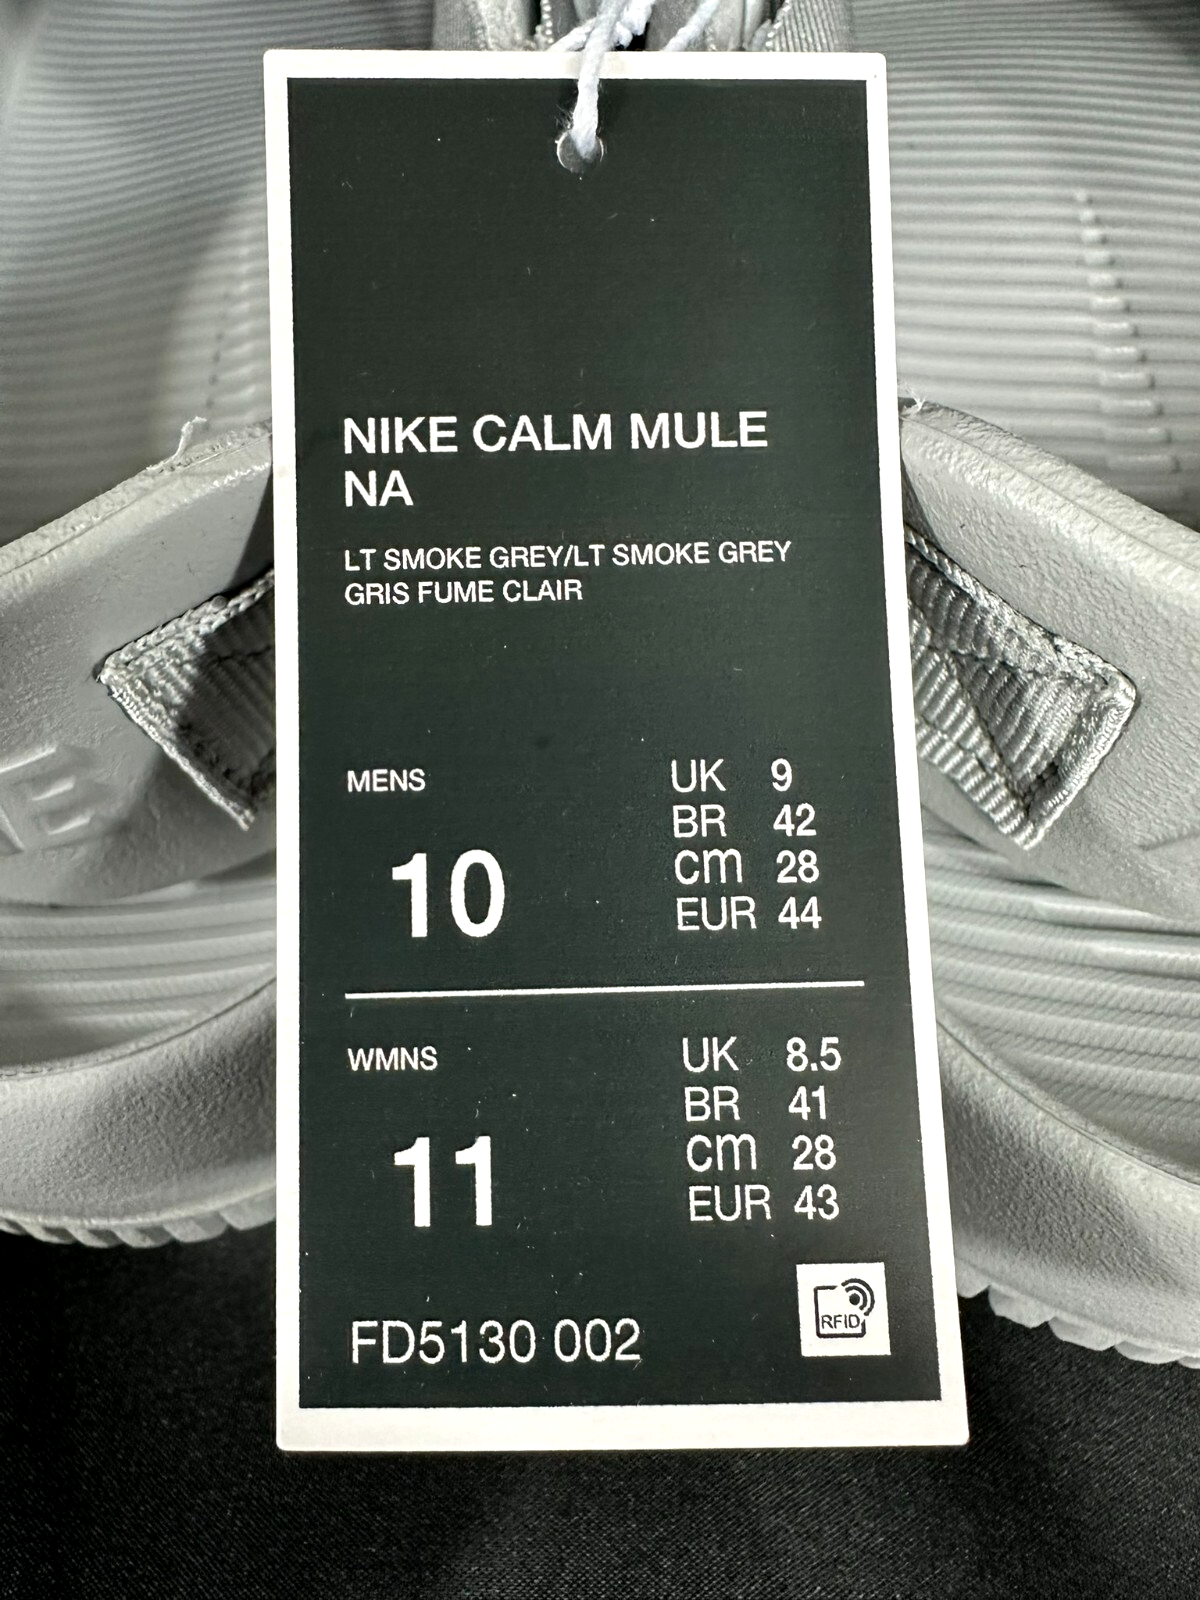 NIKE CALM MULE
NA
LT SMOKE GREY/LT SMOKE GREY
GRIS FUME CLAIR
MENS
10
UK 9
BR 42
cm 28
EUR 44
WMNS
11
UK 8.5
BR 41
cm 28
EUR 43
FD5130 002
RFID